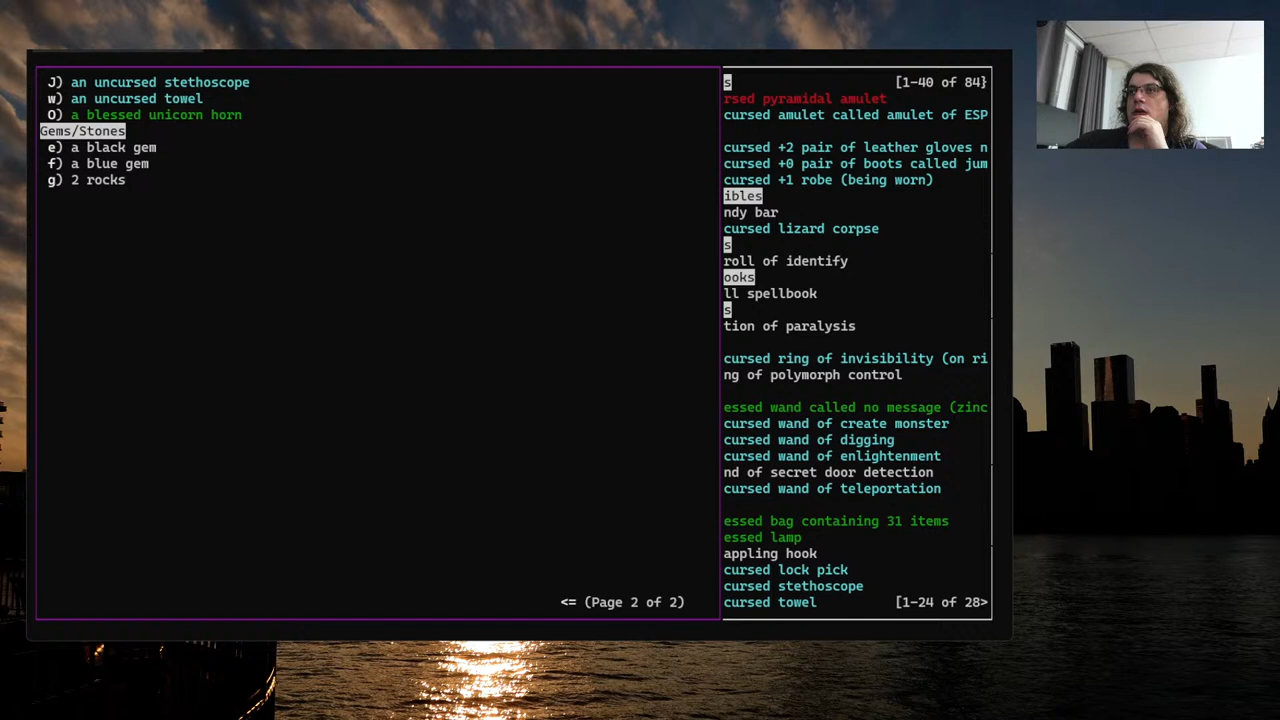 J) an uncursed stethoscope
w) an uncursed towel
O) a blessed unicorn horn
Gems/Stones
e) a black gem
f) a blue gem
g) 2 rocks
<= (Page 2 of 2)
s [1-40 of 84}
rsed pyramidal amulet
cursed amulet called amulet of ESP
cursed +2 pair of leather gloves n
cursed +0 pair of boots called jum
cursed +1 robe (being worn)
ibles
ndy bar
cursed lizard corpse
s
roll of identify
ooks
ll spellbook
s
tion of paralysis
cursed ring of invisibility (on ri
ng of polymorph control
essed wand called no message (zinc
cursed wand of create monster
cursed wand of digging
cursed wand of enlightenment
nd of secret door detection
cursed wand of teleportation
essed bag containing 31 items
essed lamp
appling hook
cursed lock pick
cursed stethoscope
cursed towel [1-24 of 28>